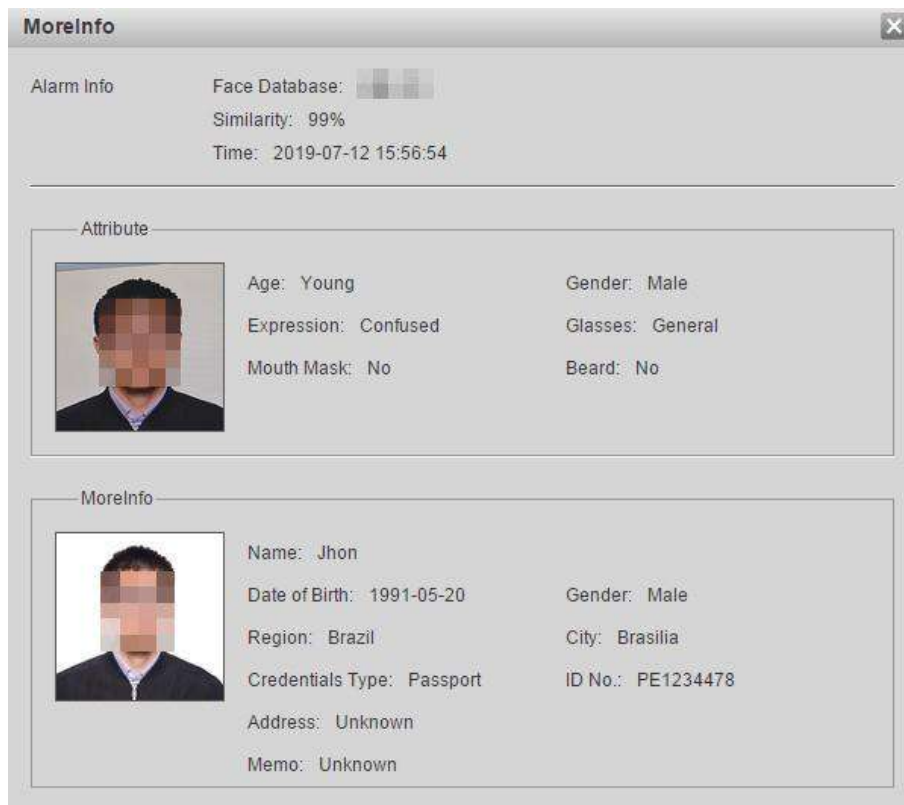 MoreInfo
Alarm Info
Face Database:
Similarity: 99%
Time: 2019-07-12 15:56:54
Attribute
Age: Young Gender: Male
Expression: Confused Glasses: General
Mouth Mask: No Beard: No
MoreInfo
Name: Jhon
Date of Birth: 1991-05-20 Gender: Male
Region: Brazil City: Brasilia
Credentials Type: Passport ID No.: PE1234478
Address: Unknown
Memo: Unknown